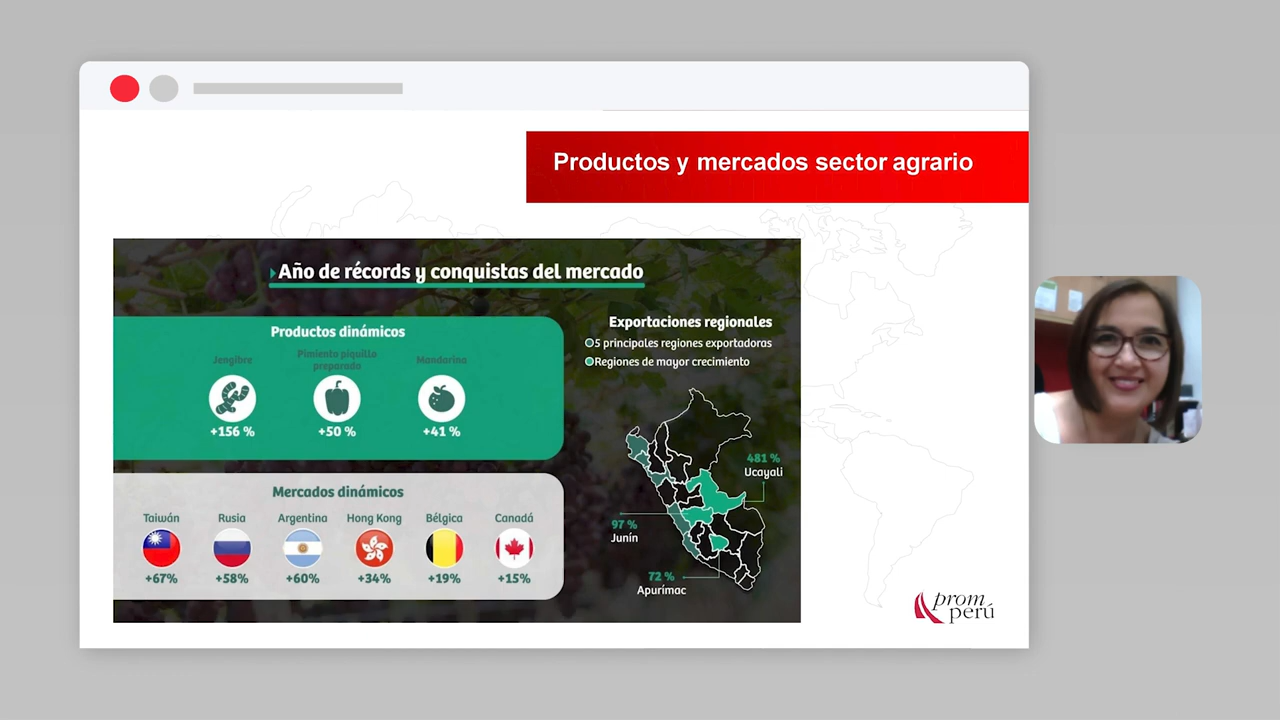 Productos y mercados sector agrario
Año de récords y conquistas del mercado
Productos dinámicos
Jengibre
+156 %
Pimiento piquillo
preparado
+50 %
Mandarina
+41 %
Mercados dinámicos
Taiwán
+67%
Rusia
+58%
Argentina
+60%
Hong Kong
+34%
Bélgica
+19%
Canadá
+15%
Exportaciones regionales
5 principales regiones exportadoras
Regiones de mayor crecimiento
481 %
Ucayali
97 %
Junín
72 %
Apurímac
prom
perú